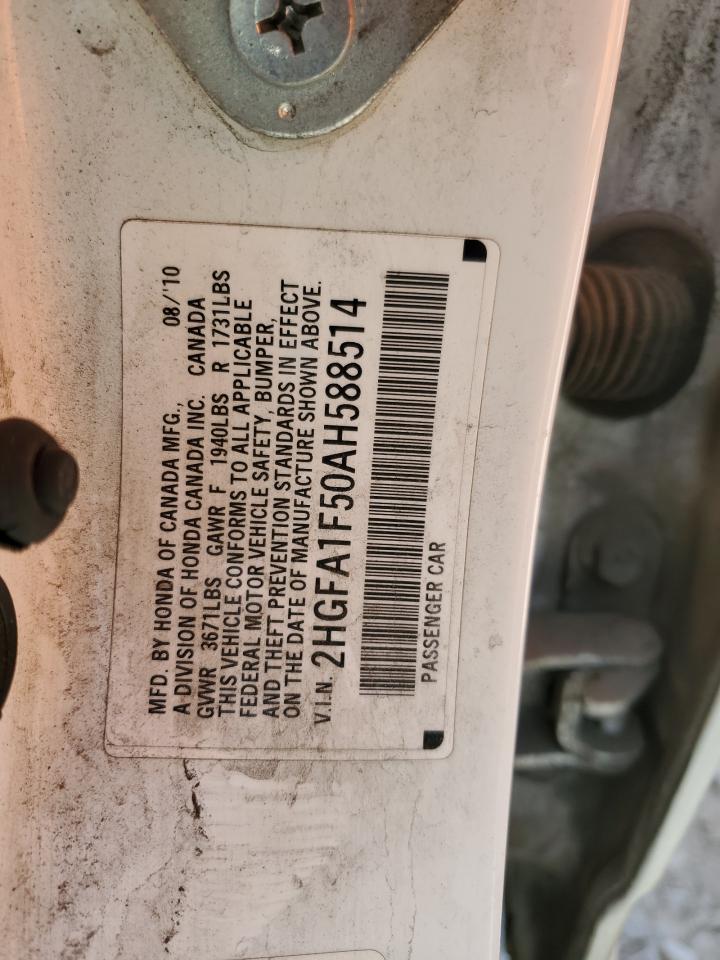 MFD. BY HONDA OF CANADA MFG., 08/'10
A DIVISION OF HONDA CANADA INC. CANADA
GVWR 3671LBS GAWR F 1940LBS R 1731LBS
THIS VEHICLE CONFORMS TO ALL APPLICABLE
FEDERAL MOTOR VEHICLE SAFETY, BUMPER,
AND THEFT PREVENTION STANDARDS IN EFFECT
ON THE DATE OF MANUFACTURE SHOWN ABOVE.
V.I.N. 2HGFA1F50AH588514
PASSENGER CAR